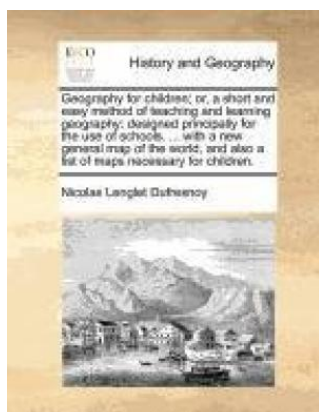 ECCO
History and Geography
Geography for children; or, a short and
easy method of teaching and learning
geography: designed principally for
the use of schools, ... with a new
general map of the world, and also a
list of maps necessary for children.
Nicolas Lenglet Dufresnoy